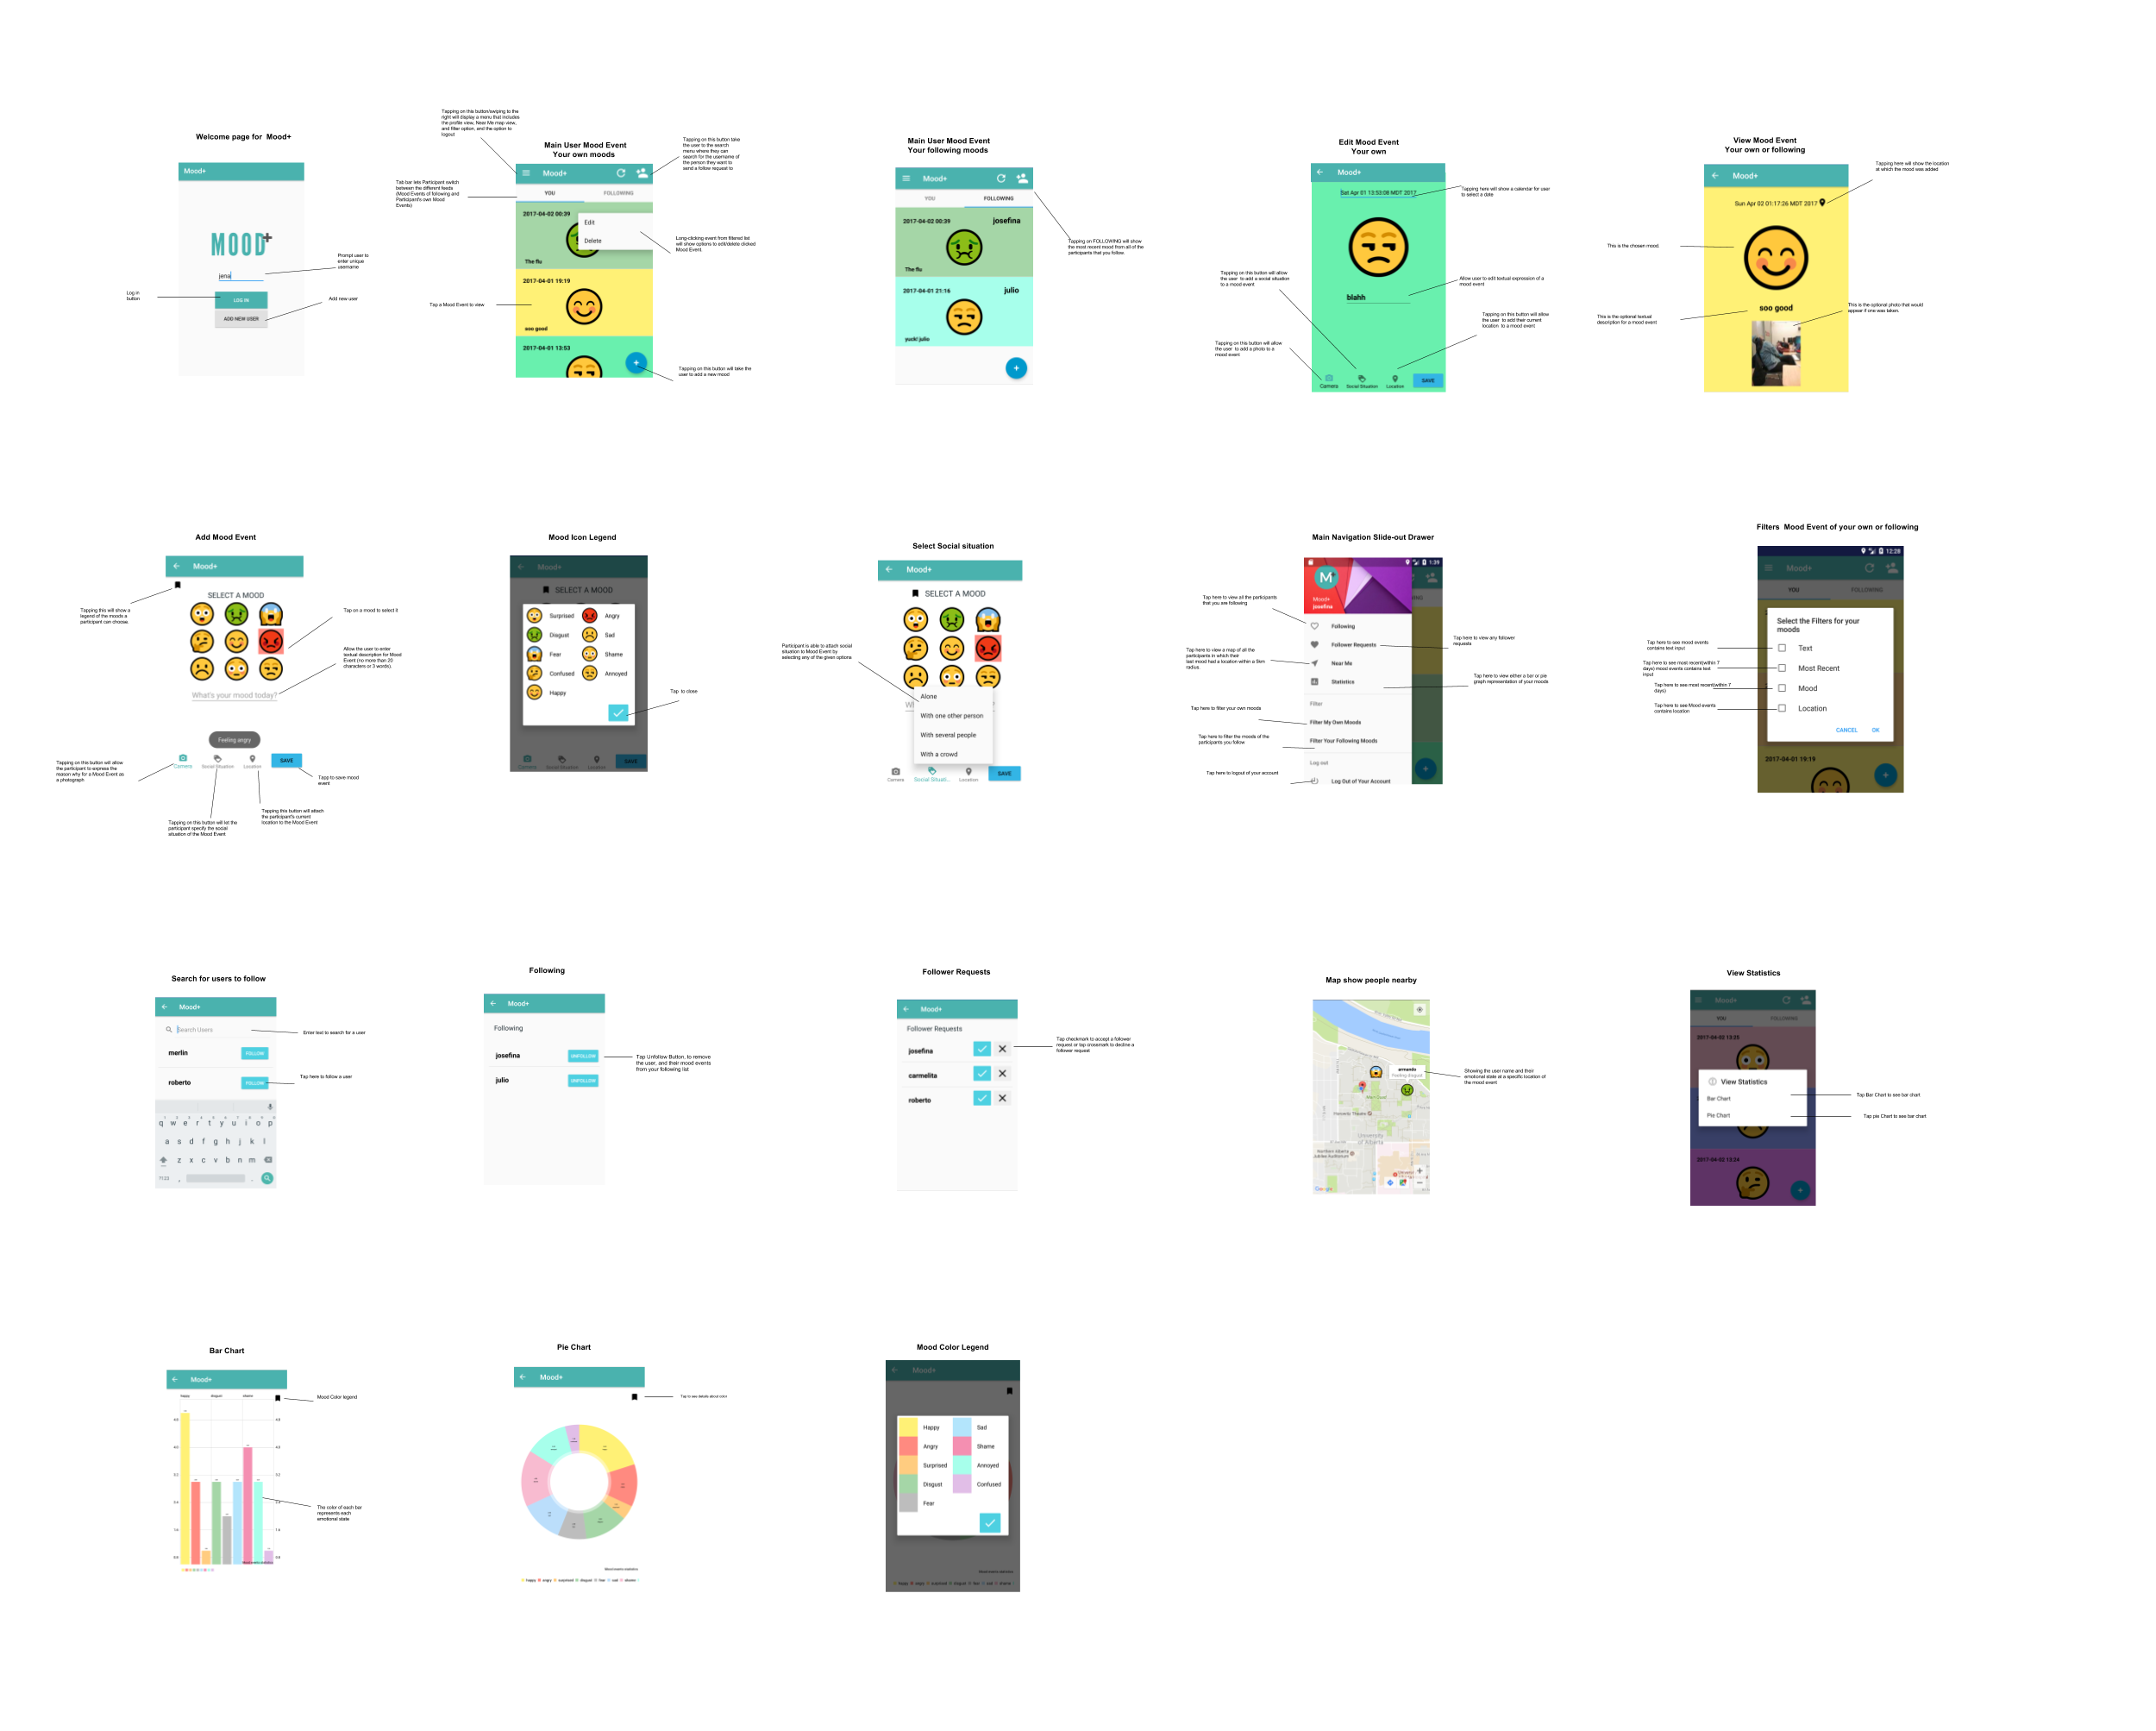 Welcome page for Mood+
Mood+
MOOD+
jena
LOG IN
ADD NEW USER
Prompt user to
enter unique
username
Log in
button
Add new user
Tapping on this button/swiping to the
right will display a menu that includes
the profile view, Near Me map view,
and filter option, and the option to
logout
Main User Mood Event
Your own moods
Tapping on this button take
the user to the search
menu where they can
search for the username of
the person they want to
send a follow request to
Tab bar lets Participant switch
between the different feeds
(Mood Events of following and
Participant's own Mood
Events)
Mood+
YOU
FOLLOWING
2017-04-02 00:39
Edit
Delete
The flu
2017-04-01 19:19
soo good
2017-04-01 13:53
Long-clicking event from filtered list
will show options to edit/delete clicked
Mood Event.
Tap a Mood Event to view
Tapping on this button will take the
user to add a new mood
Main User Mood Event
Your following moods
Mood+
YOU
FOLLOWING
2017-04-02 00:39
josefina
The flu
2017-04-01 21:16
julio
yuck! julio
Tapping on FOLLOWING will show
the most recent mood from all of the
participants that you follow.
Edit Mood Event
Your own
Mood+
Sat Apr 01 13:53:08 MDT 2017
blahh
Camera
Social Situation
Location
SAVE
Tapping here will show a calendar for user
to select a date
Tapping on this button will allow
the user to add a social situation
to a mood event
Allow user to edit textual expression of a
mood event
Tapping on this button will allow
the user to add their current
location to a mood event
Tapping on this button will allow
the user to add a photo to a
mood event
View Mood Event
Your own or following
Mood+
Sun Apr 02 01:17:26 MDT 2017
soo good
Tapping here will show the location
at which the mood was added
This is the chosen mood.
This is the optional textual
description for a mood event
This is the optional photo that would
appear if one was taken.
Add Mood Event
Mood+
SELECT A MOOD
What's your mood today?
Feeling angry
Camera
Social Situation
Location
SAVE
Tapping this will show a
legend of the moods a
participant can choose.
Tap on a mood to select it
Allow the user to enter
textual description for Mood
Event (no more than 20
characters or 3 words).
Tapping on this button will allow
the participant to express the
reason why for a Mood Event as
a photograph
Tapp to save mood
event
Tapping this button will attach
the participant's current
location to the Mood Event
Tapping on this button will let the
participant specify the social
situation of the Mood Event
Mood Icon Legend
Mood+
SELECT A MOOD
Surprised
Angry
Disgust
Sad
Fear
Shame
Confused
Annoyed
Happy
Camera
Social Situation
Location
SAVE
Tap to close
Select Social situation
Mood+
SELECT A MOOD
Alone
With one other person
With several people
With a crowd
Camera
Social Situati...
Location
SAVE
Participant is able to attach social
situation to Mood Event by
selecting any of the given options
Main Navigation Slide-out Drawer
1:39
Mood+
josefina
Following
Follower Requests
Near Me
Statistics
Filter
Filter My Own Moods
Filter Your Following Moods
Log out
Log Out of Your Account
Tap here to view all the participants
that you are following
Tap here to view any follower
requests
Tap here to view a map of all the
participants in which their
last mood had a location within a 5km
radius
Tap here to view either a bar or pie
graph representation of your moods
Tap here to filter your own moods
Tap here to filter the moods of the
participants you follow
Tap here to logout of your account
Filters Mood Event of your own or following
12:28
Mood+
YOU
FOLLOWING
Select the Filters for your
moods
Text
Most Recent
Mood
Location
CANCEL
OK
2017-04-01 19:19
Tap here to see mood events
contains text input
Tap here to see most recent(within 7
days) mood events contains text
input
Tap here to see most recent(within 7
days)
Tap here to see Mood events
contains location
Search for users to follow
Mood+
Search Users
merlin
FOLLOW
roberto
FOLLOW
1 2 3 4 5 6 7 8 9 0
q w e r t y u i o p
a s d f g h j k l
z x c v b n m
?123 , .
Enter text to search for a user
Tap here to follow a user
Following
Mood+
Following
josefina
UNFOLLOW
julio
UNFOLLOW
Tap Unfollow Button, to remove
the user, and their mood events
from your following list
Follower Requests
Mood+
Follower Requests
josefina
carmelita
roberto
Tap checkmark to accept a follower
request or tap crossmark to decline a
follower request
Map show people nearby
armando
Feeling disgust
University
of Alberta
Northern Alberta
Jubilee Auditorium
Google
Showing the user name and their
emotional state at a specific location of
the mood event
View Statistics
Mood+
YOU
FOLLOWING
2017-04-02 15:25
View Statistics
Bar Chart
Pie Chart
2017-04-02 15:24
Tap Bar Chart to see bar chart
Tap pie Chart to see bar chart
Bar Chart
Mood+
happy
disgust
shame
4.8
4.0
3.2
2.4
1.6
0.8
Mood Color legend
The color of each bar
represents each
emotional state
Pie Chart
Mood+
Tap to see details about color
Mood events statistics
happy angry surprised disgust fear sad shame
Mood Color Legend
Mood+
Happy
Sad
Angry
Shame
Surprised
Annoyed
Disgust
Confused
Fear
Mood events statistics
happy angry surprised disgust fear sad shame